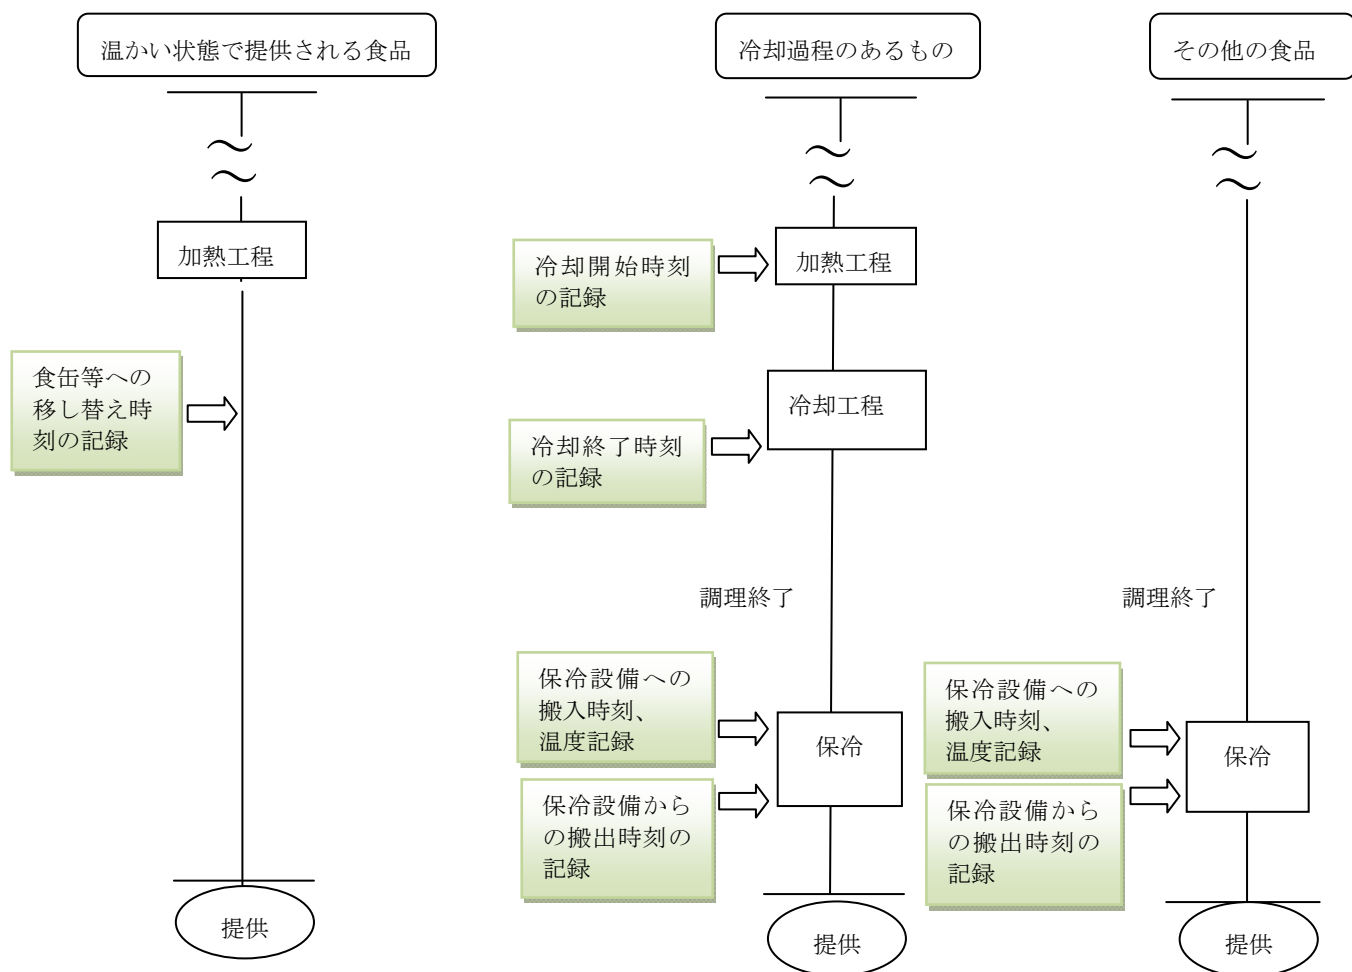 温かい状態で提供される食品
冷却過程のあるもの
その他の食品
加熱工程
食缶等への
移し替え時
刻の記録
提供
冷却開始時刻
の記録
加熱工程
冷却工程
冷却終了時刻
の記録
調理終了
保冷設備への
搬入時刻、
温度記録
保冷
保冷設備から
の搬出時刻の
記録
提供
調理終了
保冷設備への
搬入時刻、
温度記録
保冷
保冷設備から
の搬出時刻の
記録
提供